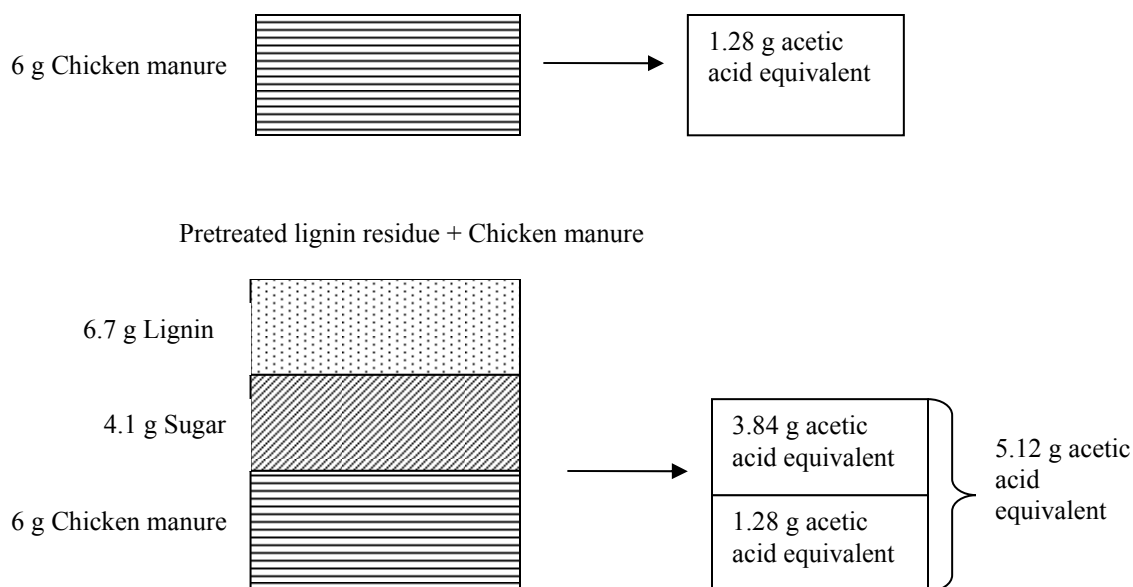 6 g Chicken manure
1.28 g acetic
acid equivalent
Pretreated lignin residue + Chicken manure
6.7 g Lignin
4.1 g Sugar
6 g Chicken manure
3.84 g acetic
acid equivalent
1.28 g acetic
acid equivalent
5.12 g acetic
acid
equivalent